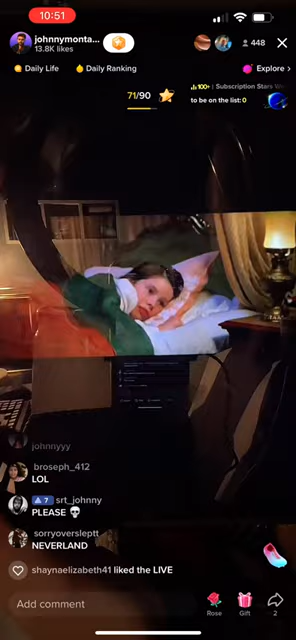 10:51
johnnymonta...
13.8K likes
448
Daily Life
Daily Ranking
Explore >
71/90
100+ | Subscription Stars
to be on the list: 0
johnnyyy
broseph_412
LOL
7 srt_johnny
PLEASE 💀
sorryoversleptt
NEVERLAND
shaynaelizabeth41 liked the LIVE
Add comment
Rose
Gift
2